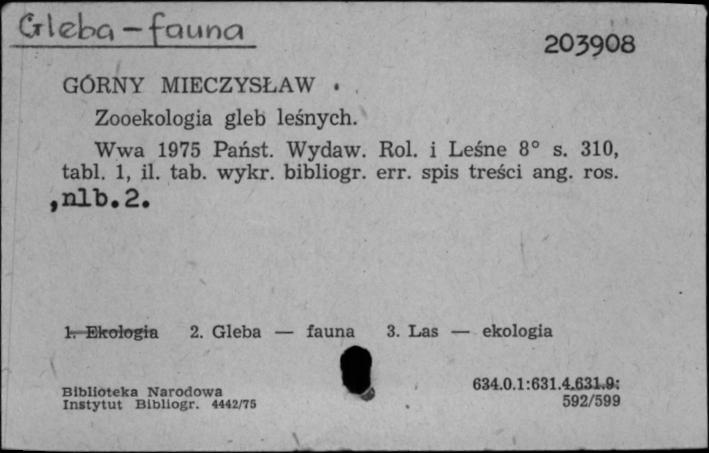 Gleba – fauna
203908
GÓRNY MIECZYSŁAW
Zooekologia gleb leśnych.
Wwa 1975 Państ. Wydaw. Rol. i Leśne 8° s. 310,
tabl. 1, il. tab. wykr. bibliogr. err. spis treści ang. ros.
,nlb.2.
1. Ekologia 2. Gleba — fauna 3. Las — ekologia
634.0.1:631.4.631.9:
Biblioteka Narodowa
592/599
Instytut Bibliogr. 4442/75